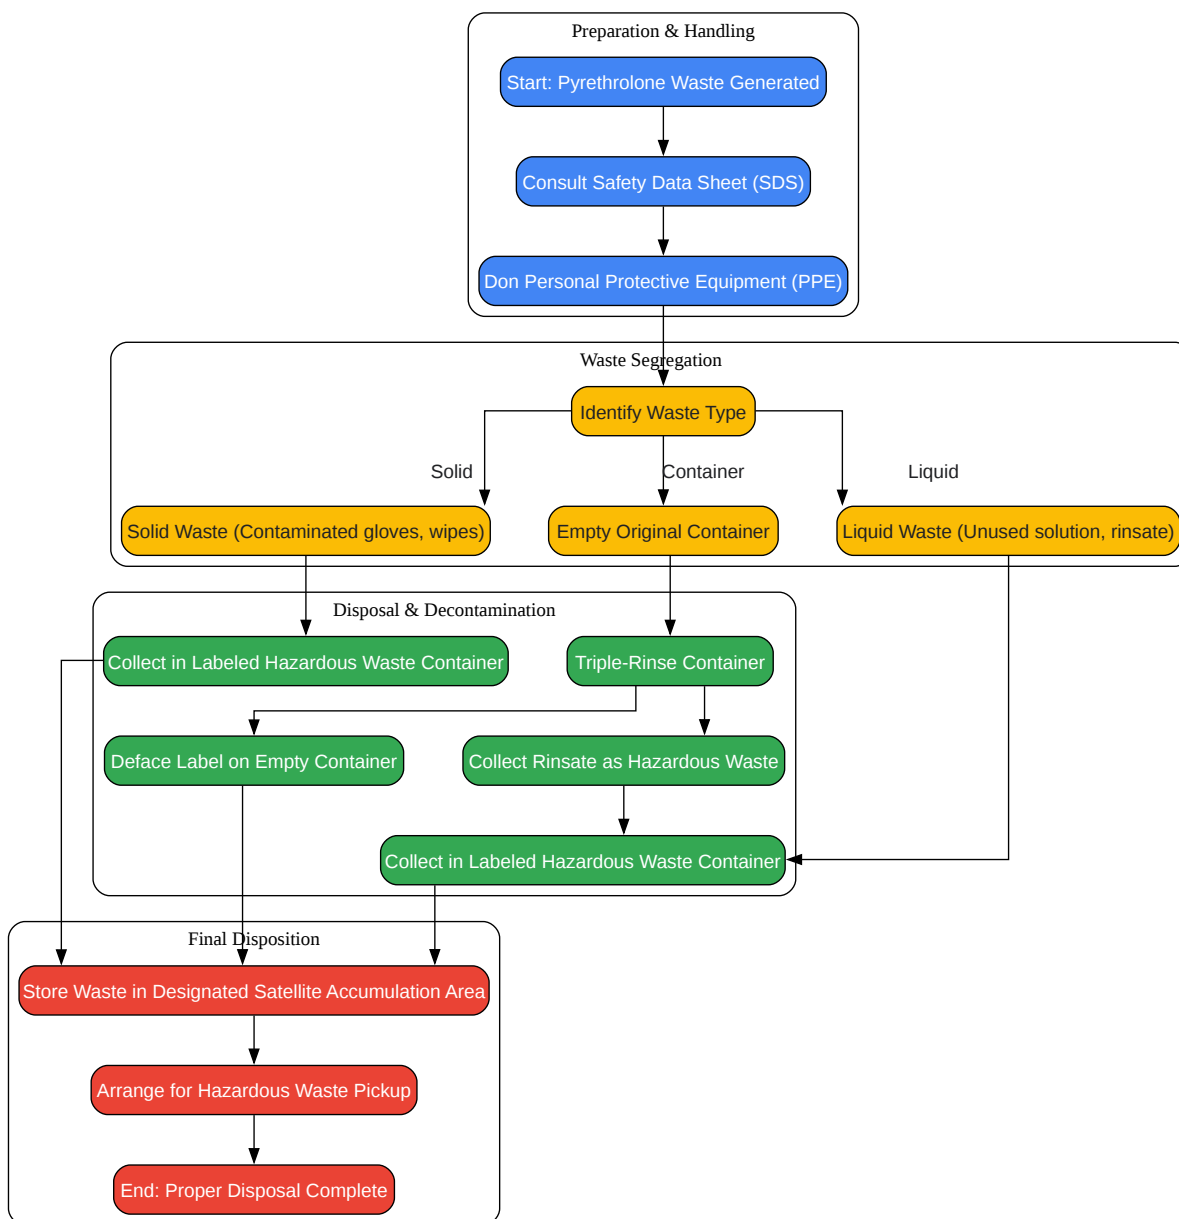 Preparation & Handling
Start: Pyrethrolone Waste Generated
Consult Safety Data Sheet (SDS)
Don Personal Protective Equipment (PPE)
Waste Segregation
Identify Waste Type
Solid
Container
Liquid
Solid Waste (Contaminated gloves, wipes)
Empty Original Container
Liquid Waste (Unused solution, rinsate)
Disposal & Decontamination
Collect in Labeled Hazardous Waste Container
Triple-Rinse Container
Deface Label on Empty Container
Collect Rinsate as Hazardous Waste
Collect in Labeled Hazardous Waste Container
Final Disposition
Store Waste in Designated Satellite Accumulation Area
Arrange for Hazardous Waste Pickup
End: Proper Disposal Complete